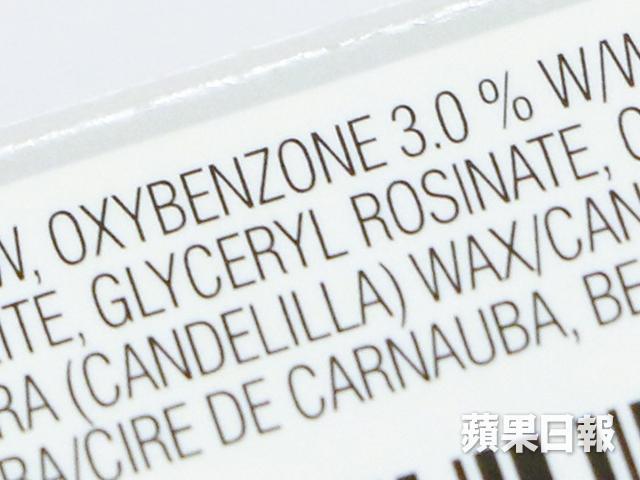 W, OXYBENZONE 3.0 % W/W
ITE, GLYCERYL ROSINATE, C
RA (CANDELILLA) WAX/CAN
RA/CIRE DE CARNAUBA, BE
蘋果日報